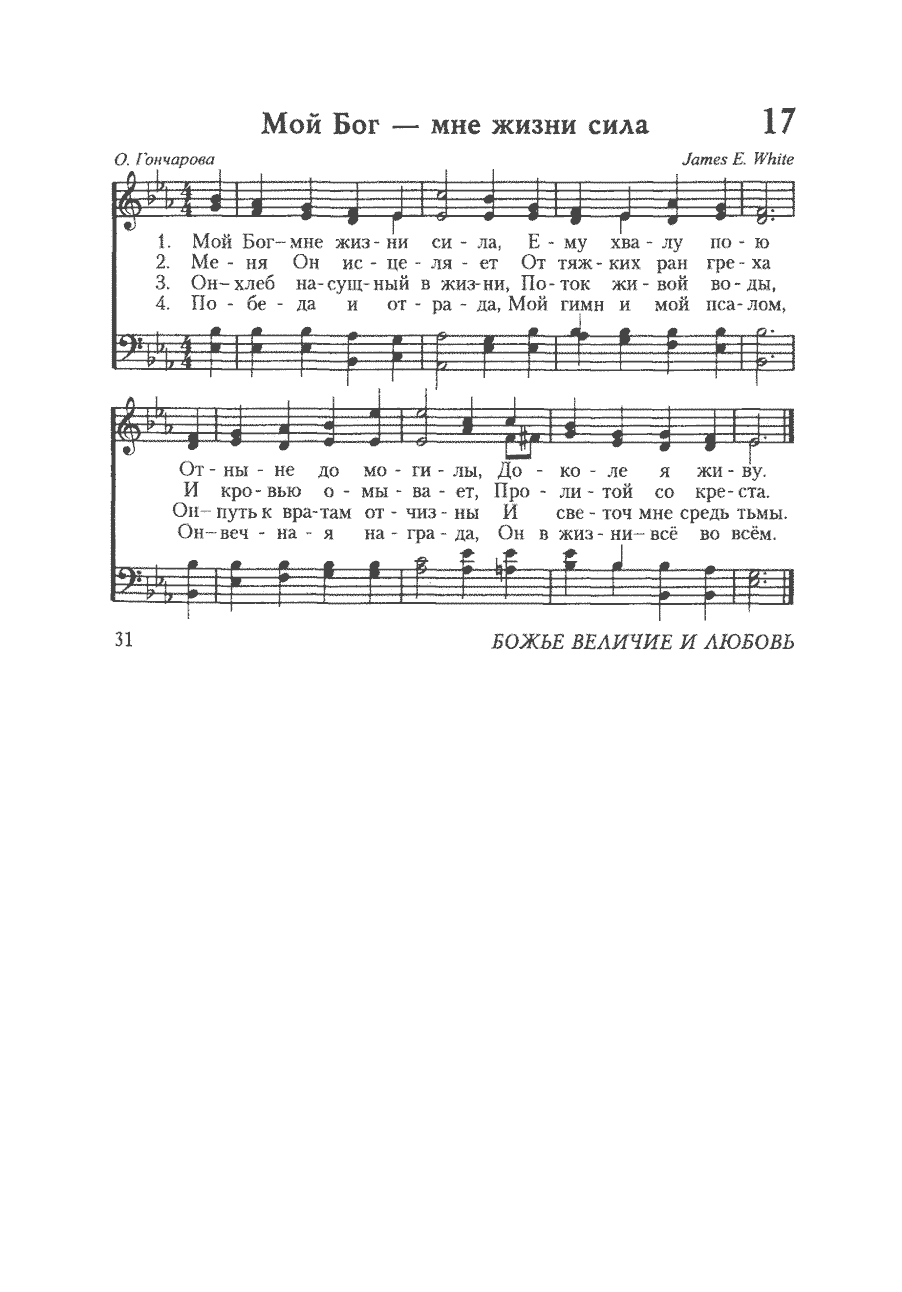 Мой Бог — мне жизни сила 17
О. Гончарова James E. White
1. Мой Бог–мне жиз - ни си - ла, Е - му хва - лу по - ю
2. Ме - ня Он ис - це - ля - ет От тяж - ких ран гре - ха
3. Он–хлеб на-сущ-ный в жиз-ни, По-ток жи - вой во - ды,
4. По - бе - да и от - ра - да, Мой гимн и мой пса-лом,
От - ны - не до мо - ги - лы, До - ко - ле я жи - ву.
И кро - вью о - мы - ва - ет, Про - ли - той со кре - ста.
Он–путь к вра-там от - чиз - ны И све - точ мне средь тьмы.
Он–веч - на - я на - гра - да, Он в жиз - ни–всё во всём.
31 БОЖЬЕ ВЕЛИЧИЕ И ЛЮБОВЬ